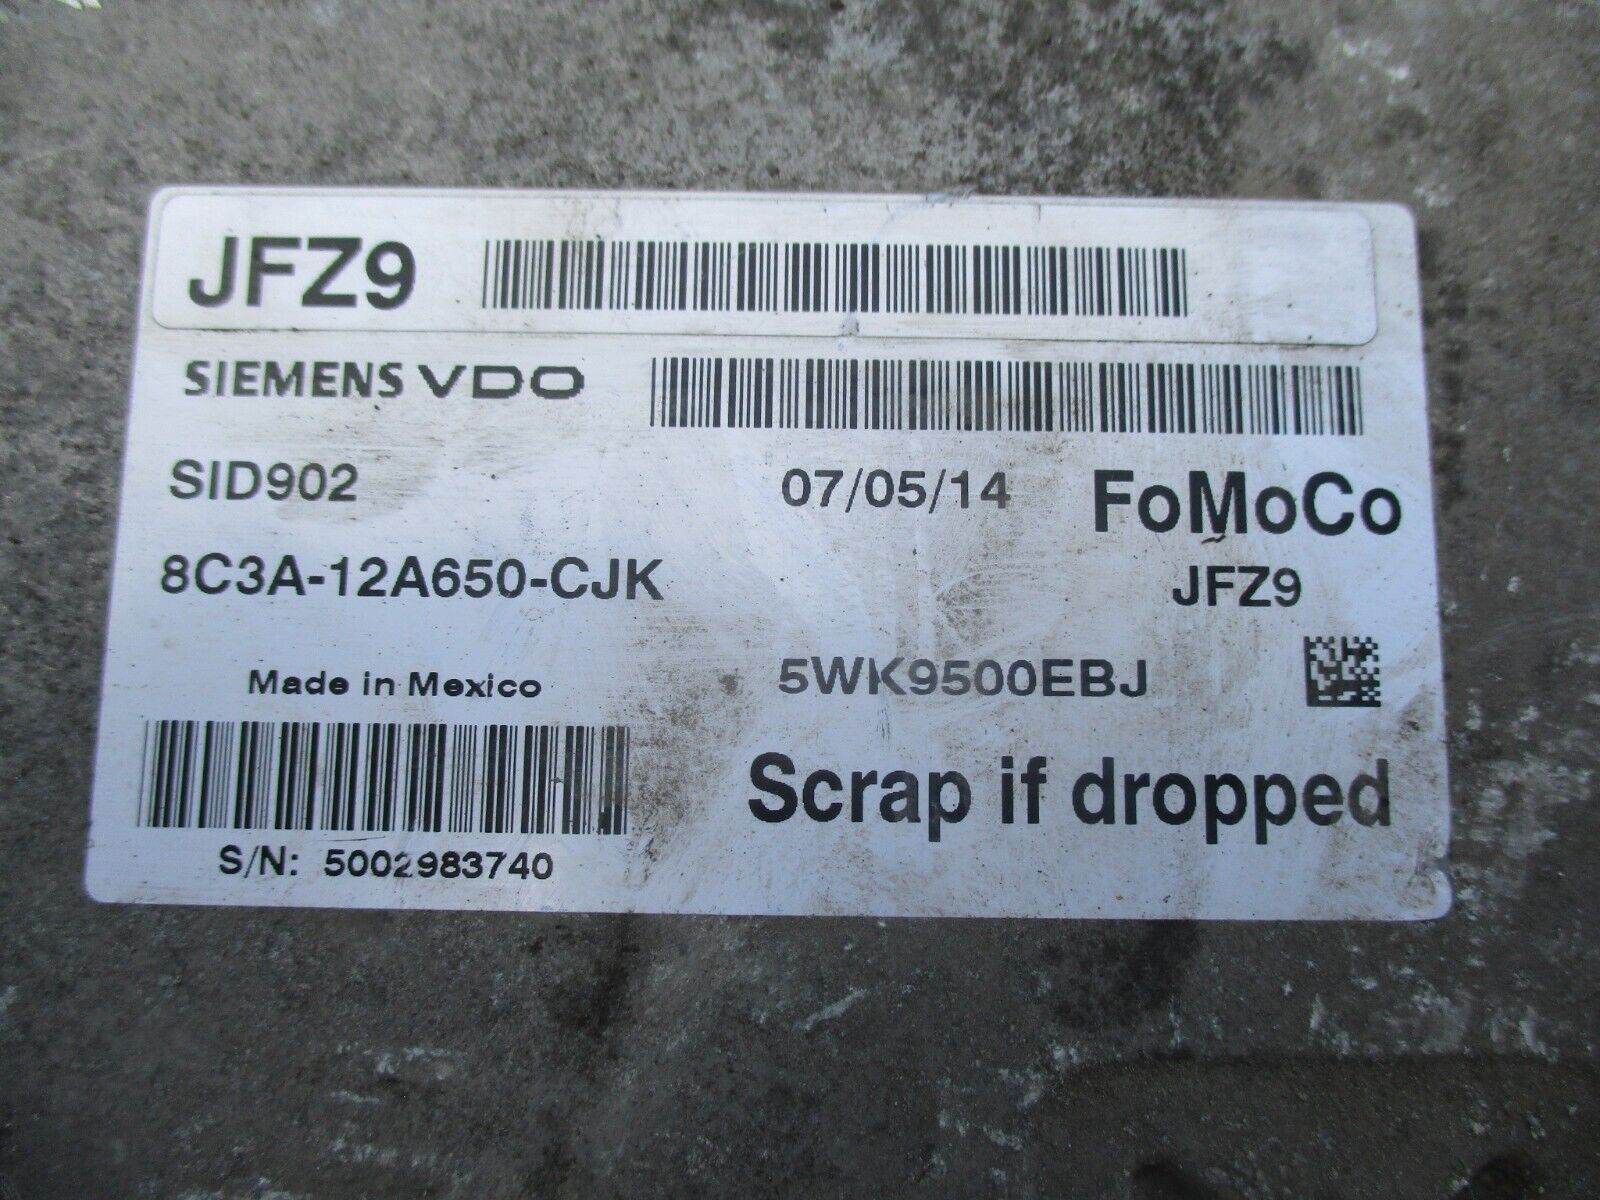 JFZ9
SIEMENS VDO
SID902 07/05/14 FoMoCo
8C3A-12A650-CJK JFZ9
Made in Mexico 5WK9500EBJ
Scrap if dropped
S/N: 5002983740